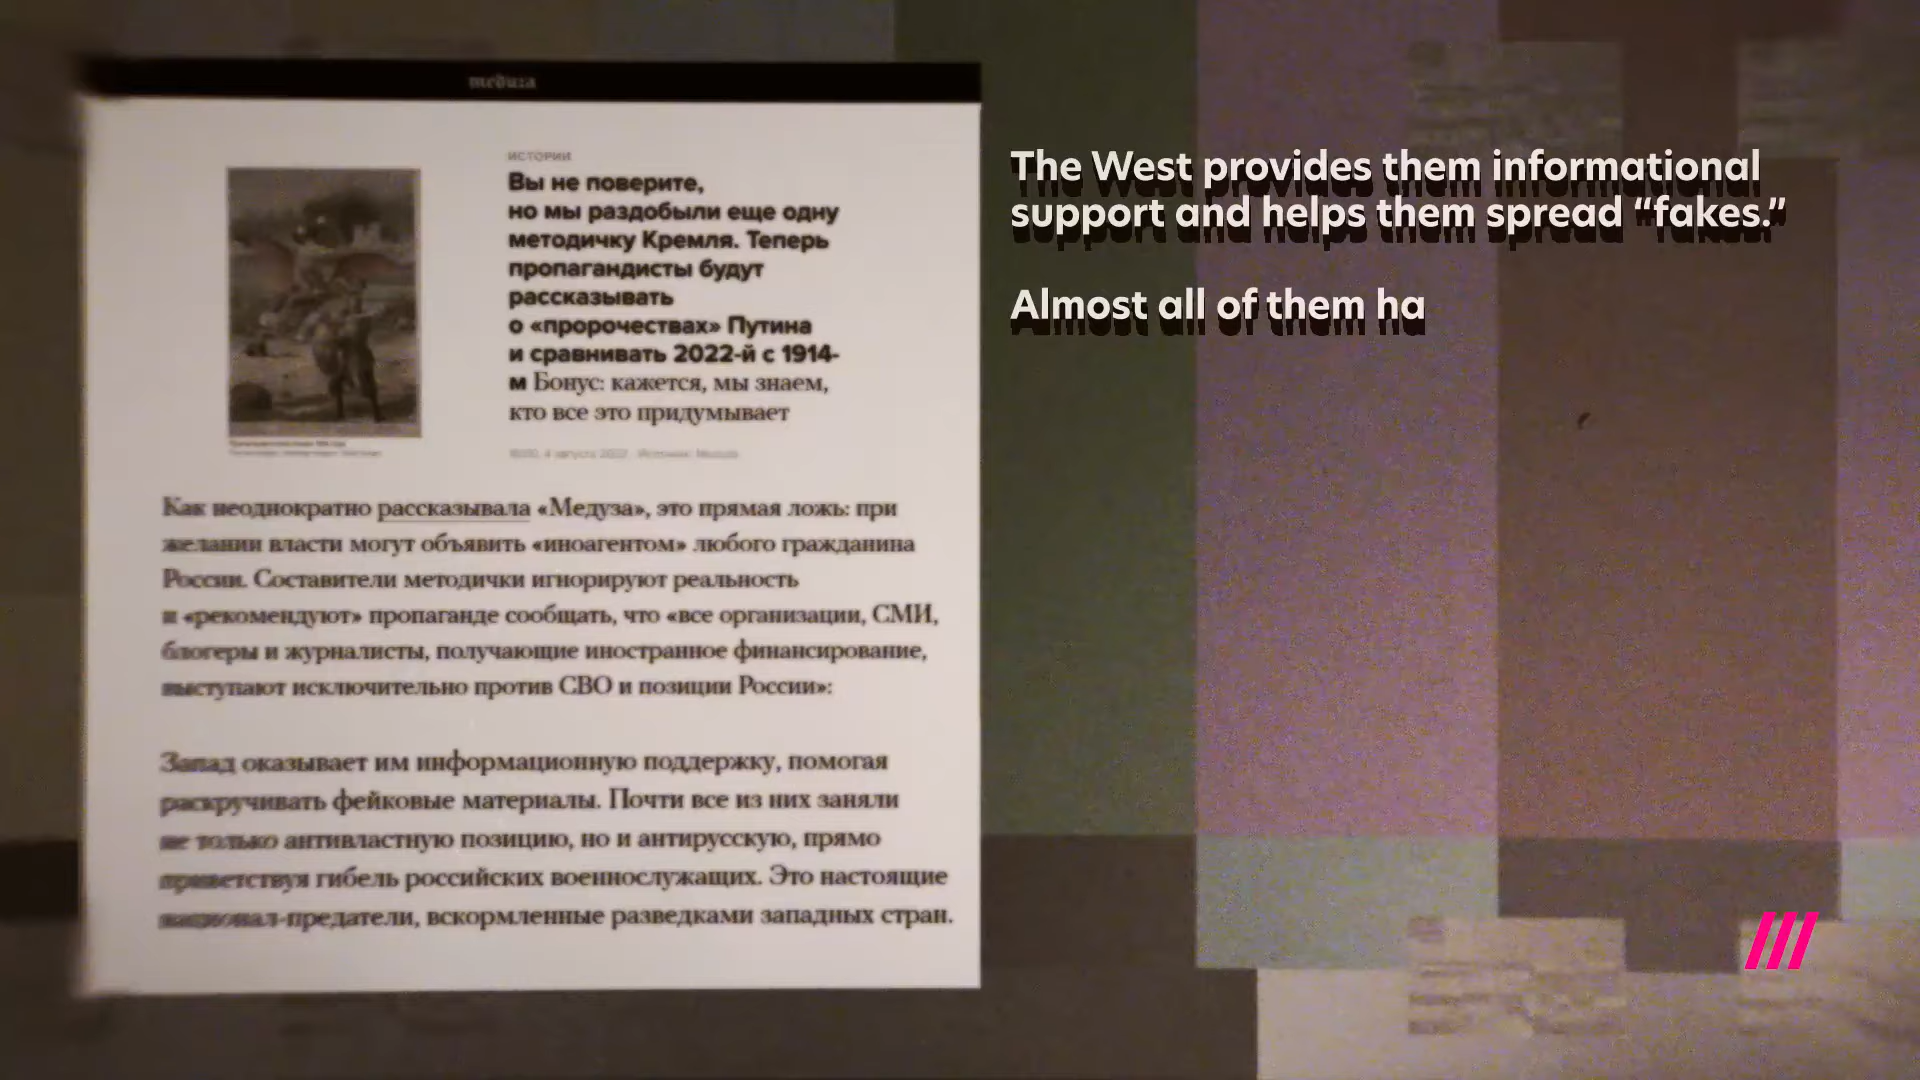 meduza
ИСТОРИИ
Вы не поверите,
но мы раздобыли еще одну
методичку Кремля. Теперь
пропагандисты будут
рассказывать
о «пророчествах» Путина
и сравнивать 2022-й с 1914-
м Бонус: кажется, мы знаем,
кто все это придумывает
4 августа 2022 Источник: Meduza
Как неоднократно рассказывала «Медуза», это прямая ложь: при
желании власти могут объявить «иноагентом» любого гражданина
России. Составители методички игнорируют реальность
и «рекомендуют» пропаганде сообщать, что «все организации, СМИ,
блогеры и журналисты, получающие иностранное финансирование,
выступают исключительно против СВО и позиции России»:
Запад оказывает им информационную поддержку, помогая
раскручивать фейковые материалы. Почти все из них заняли
не только антивластную позицию, но и антирусскую, прямо
приветствуя гибель российских военнослужащих. Это настоящие
национал-предатели, вскормленные разведками западных стран.
The West provides them informational
support and helps them spread “fakes.”
Almost all of them ha